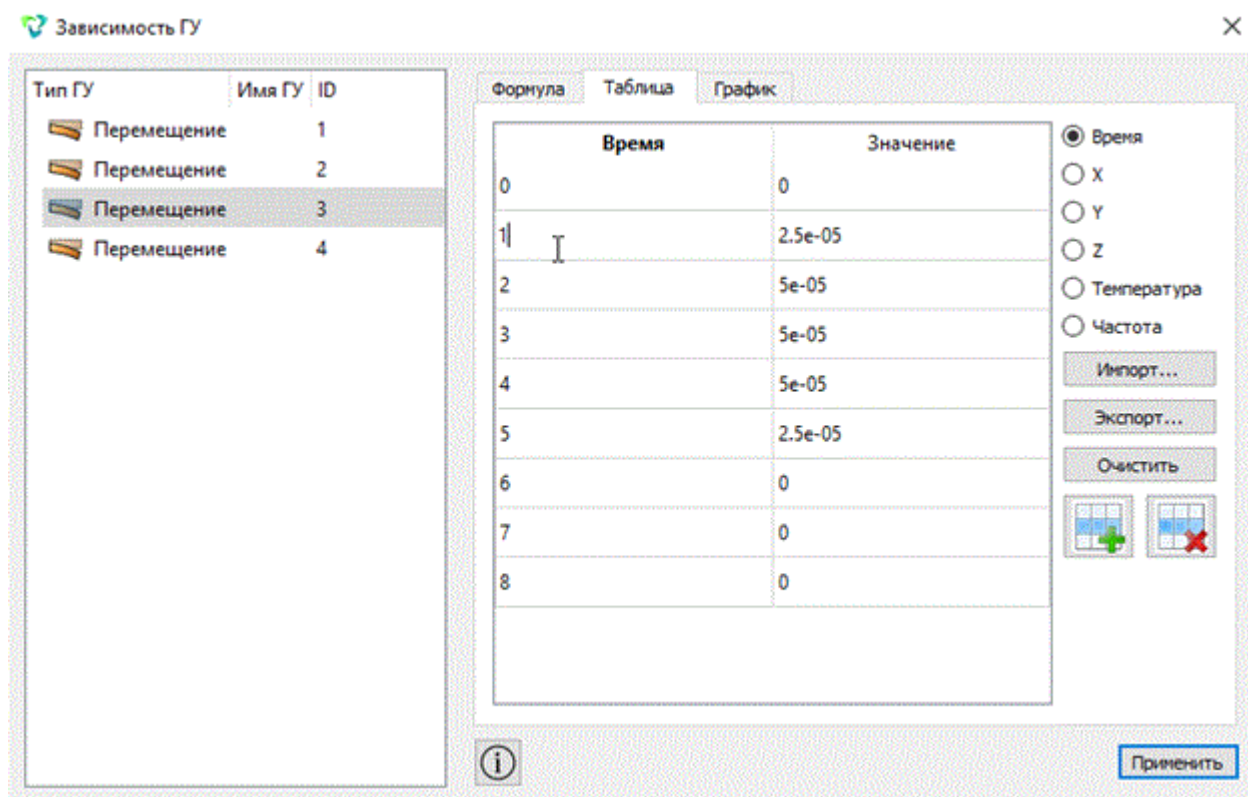 Зависимость ГУ
Тип ГУ Имя ГУ ID
Перемещение 1
Перемещение 2
Перемещение 3
Перемещение 4
Формула Таблица График
Время Значение
0 0
1 2.5e-05
2 5e-05
3 5e-05
4 5e-05
5 2.5e-05
6 0
7 0
8 0
Время
X
Y
Z
Температура
Частота
Импорт...
Экспорт...
Очистить
Применить